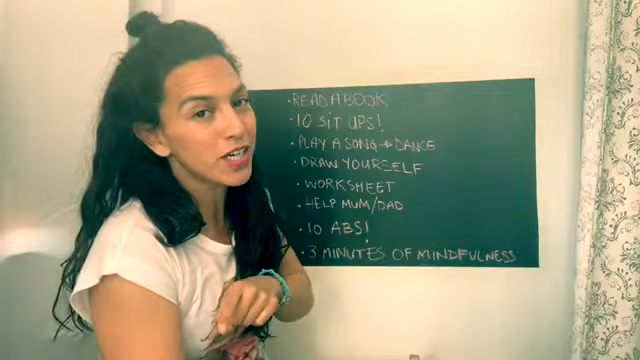 • READ A BOOK
• 10 SIT UPS!
• PLAY A SONG → DANCE
• DRAW YOURSELF
• WORKSHEET
• HELP MUM/DAD
• 10 ABS!
• 3 MINUTES OF MINDFULNESS